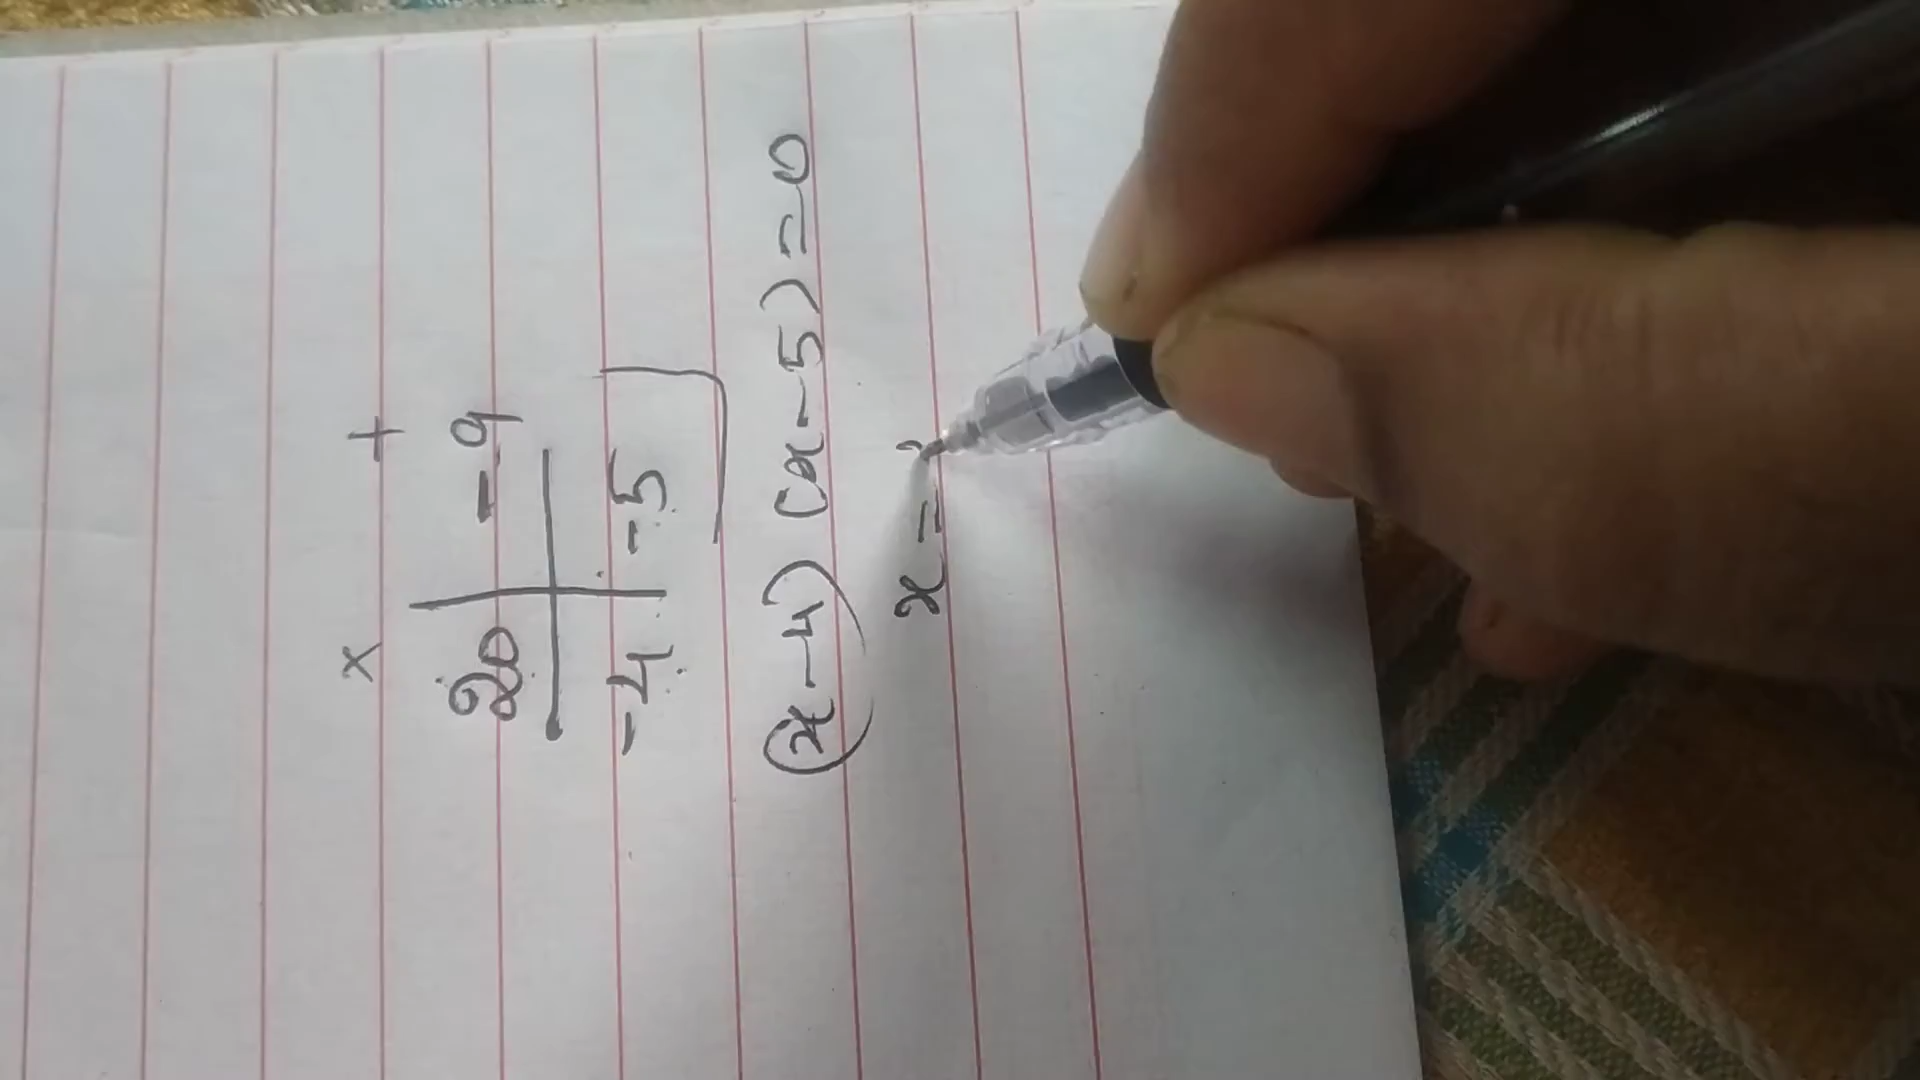 × +
20 -9
-4 -5
(x-4) (x-5)=0
x=